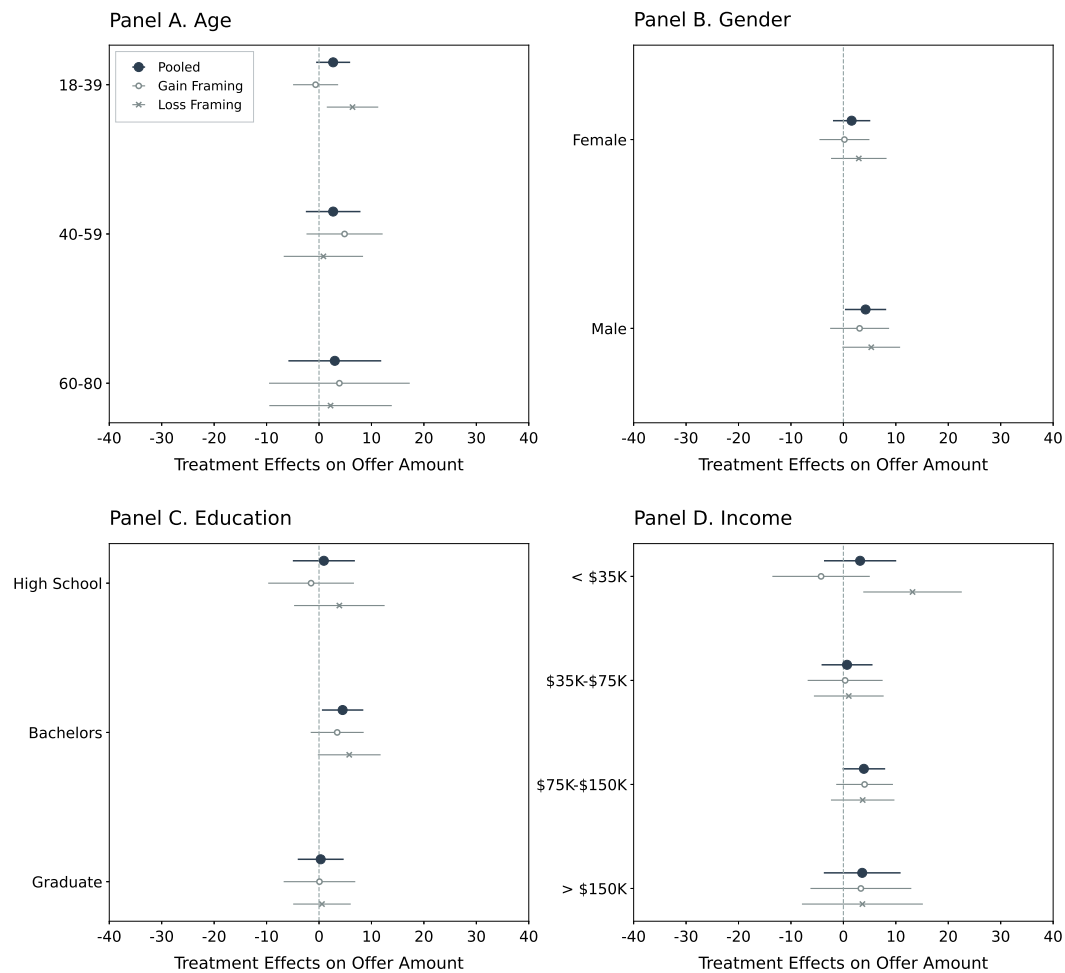 Panel A. Age
Pooled
Gain Framing
Loss Framing
18-39
40-59
60-80
-40 -30 -20 -10 0 10 20 30 40
Treatment Effects on Offer Amount
Panel B. Gender
Female
Male
-40 -30 -20 -10 0 10 20 30 40
Treatment Effects on Offer Amount
Panel C. Education
High School
Bachelors
Graduate
-40 -30 -20 -10 0 10 20 30 40
Treatment Effects on Offer Amount
Panel D. Income
< $35K
$35K-$75K
$75K-$150K
> $150K
-40 -30 -20 -10 0 10 20 30 40
Treatment Effects on Offer Amount